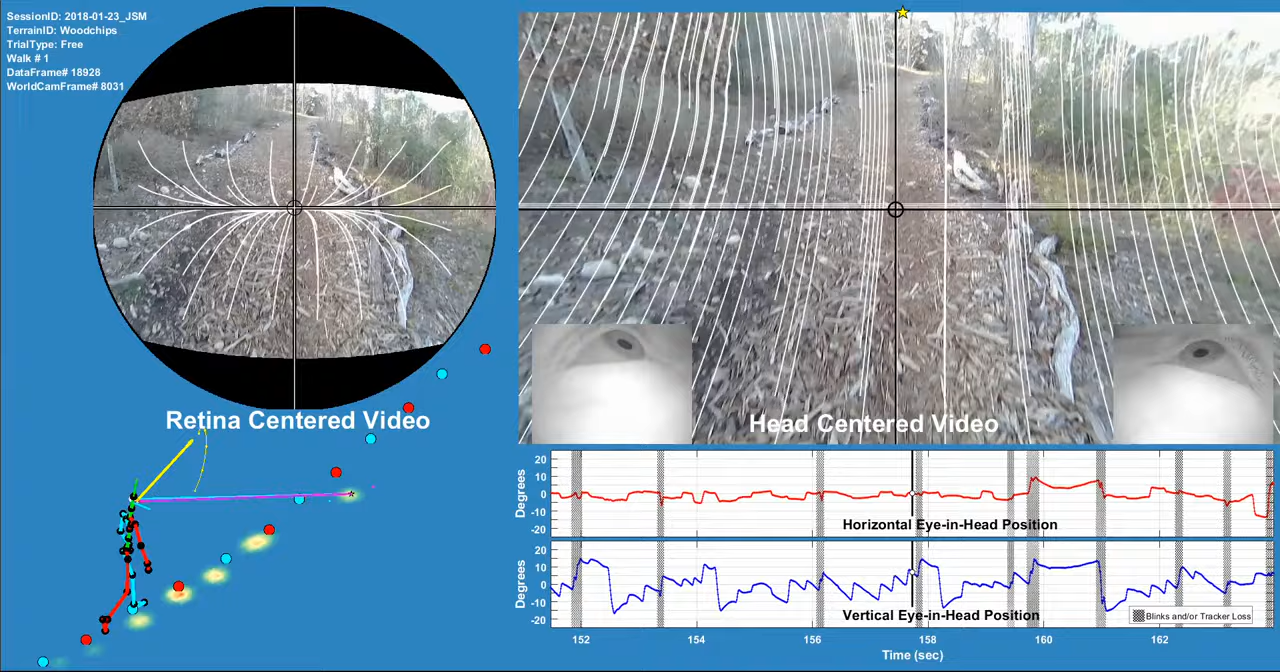 SessionID: 2018-01-23_JSM
TerrainID: Woodchips
TrialType: Free
Walk # 1
DataFrame# 18928
WorldCamFrame# 8031
Retina Centered Video
Head Centered Video
Degrees
20
10
0
-10
-20
Horizontal Eye-in-Head Position
Degrees
20
10
0
-10
-20
Vertical Eye-in-Head Position
Blinks and/or Tracker Loss
152 154 156 158 160 162
Time (sec)